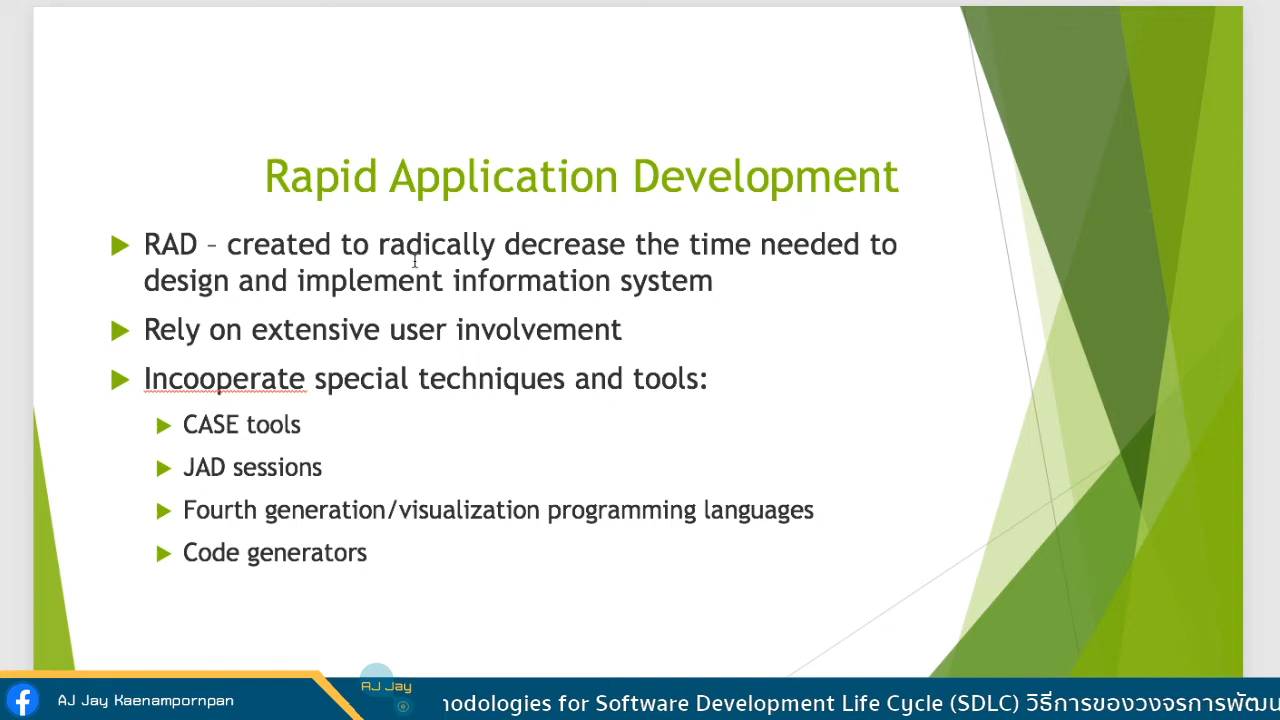 Rapid Application Development
RAD – created to radically decrease the time needed to
design and implement information system
Rely on extensive user involvement
Incooperate special techniques and tools:
CASE tools
JAD sessions
Fourth generation/visualization programming languages
Code generators
AJ Jay Kaenampornpan
AJ Jay
for Software Development Life Cycle (SDLC) วิธีการของวงจรการพัฒน